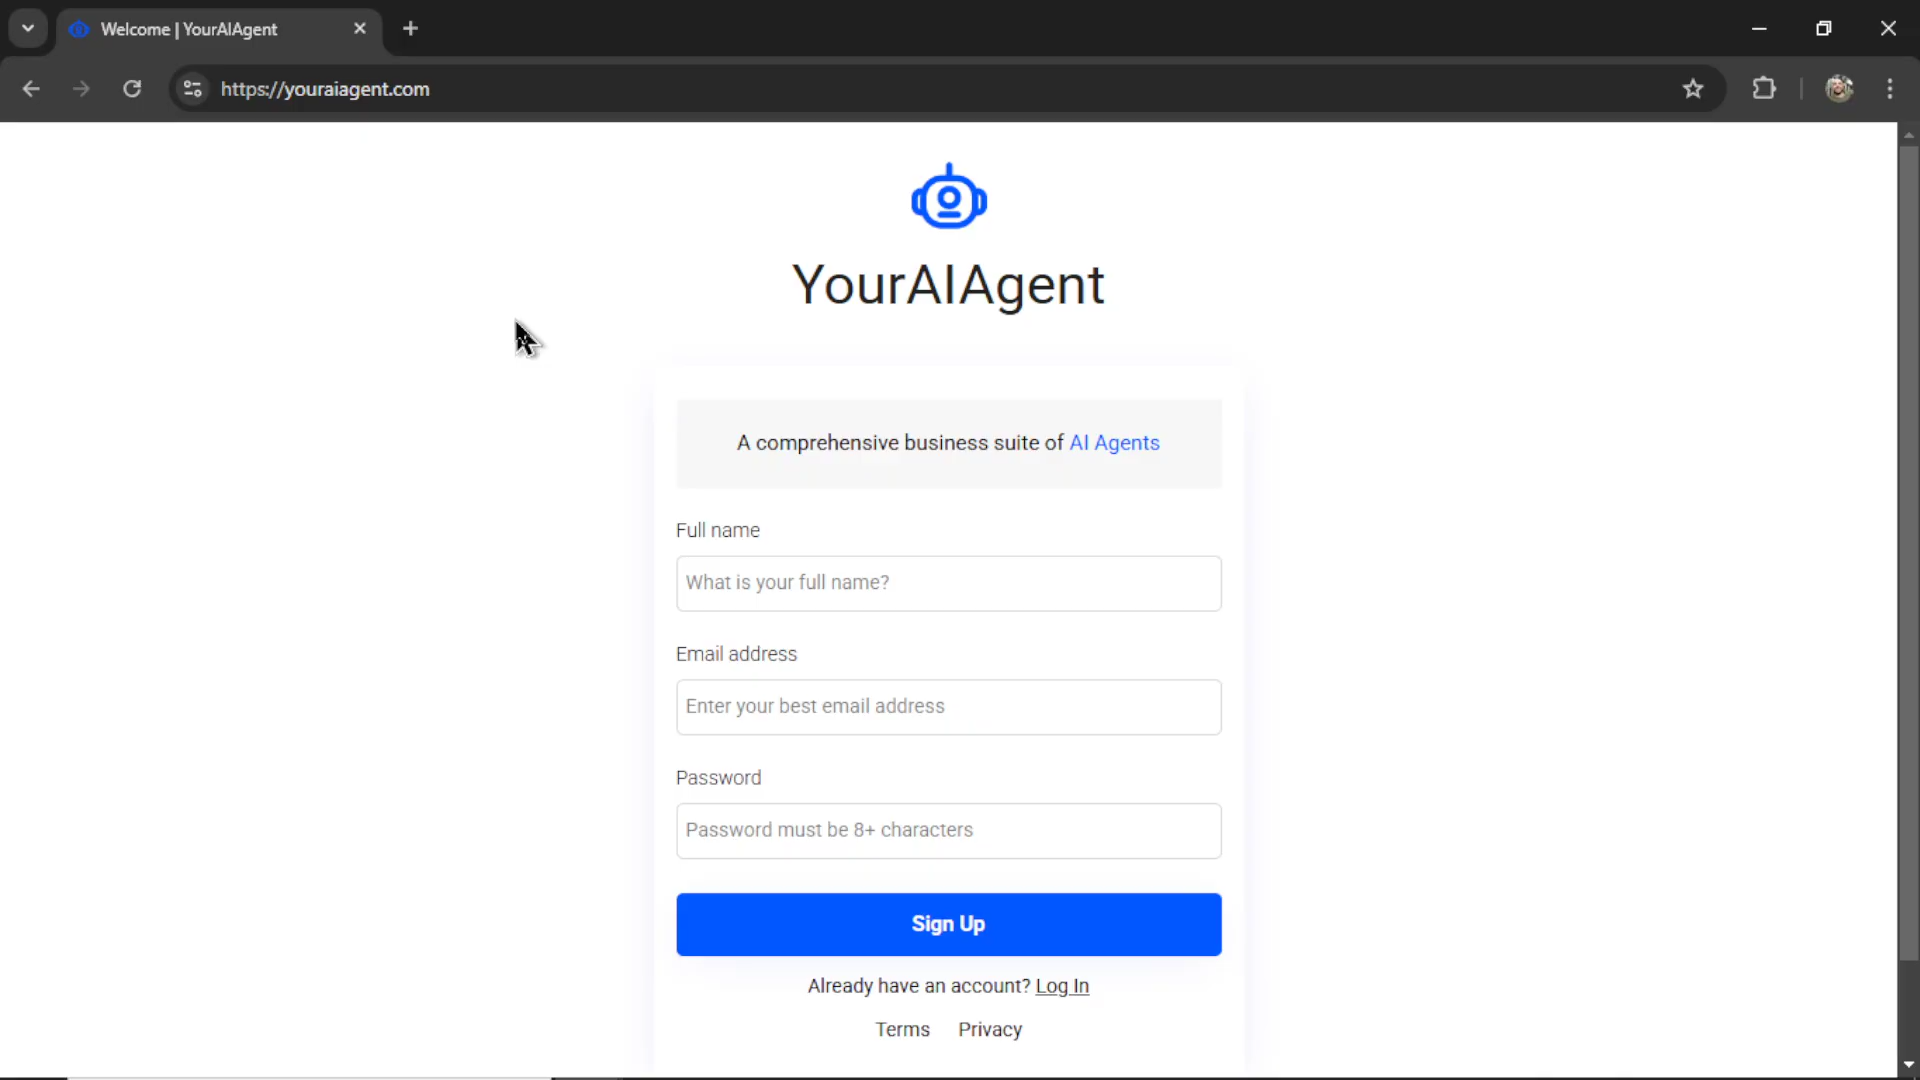 Welcome | YourAIAgent
https://youraiagent.com
YourAIAgent
A comprehensive business suite of AI Agents
Full name
What is your full name?
Email address
Enter your best email address
Password
Password must be 8+ characters
Sign Up
Already have an account? Log In
Terms Privacy